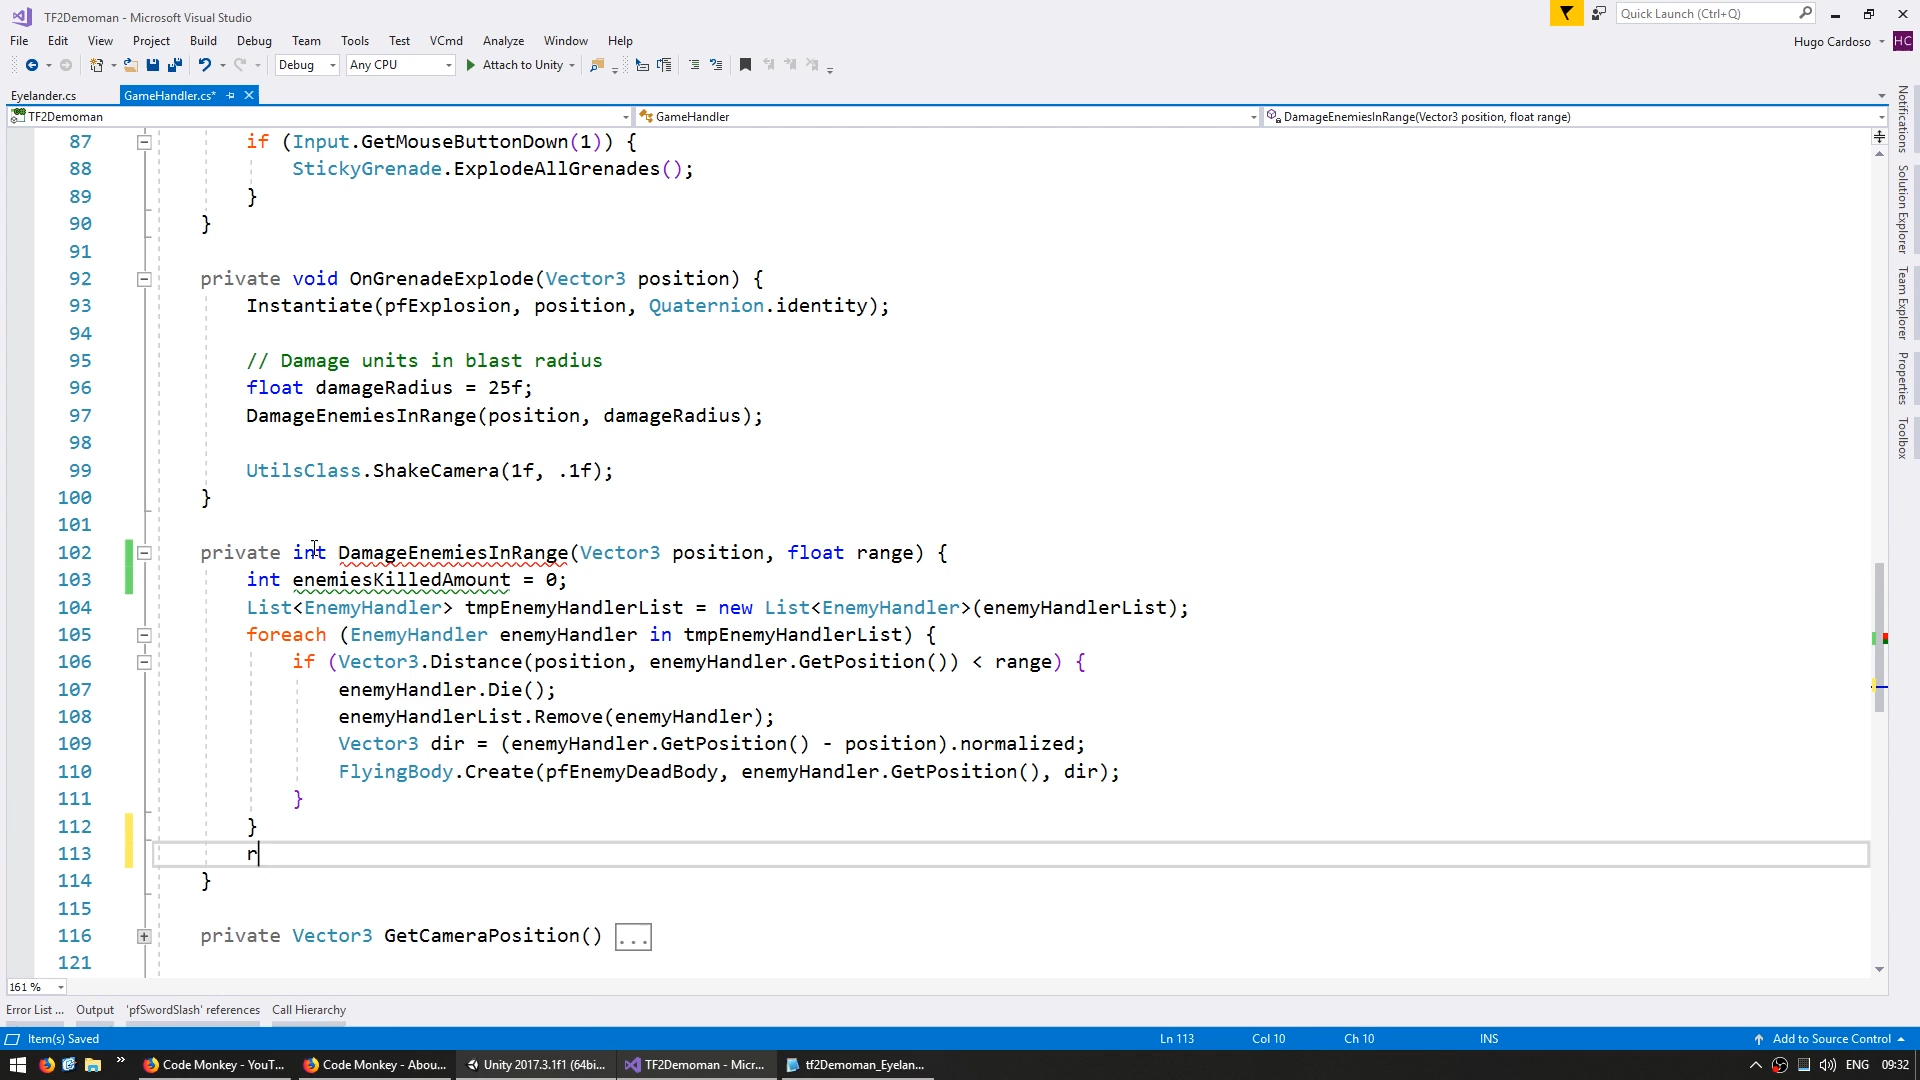 TF2Demoman - Microsoft Visual Studio
Quick Launch (Ctrl+Q)
File Edit View Project Build Debug Team Tools Test VCmd Analyze Window Help
Hugo Cardoso HC
Debug Any CPU Attach to Unity
Eyelander.cs GameHandler.cs*
TF2Demoman GameHandler DamageEnemiesInRange(Vector3 position, float range)
87 if (Input.GetMouseButtonDown(1)) {
88 StickyGrenade.ExplodeAllGrenades();
89 }
90 }
91
92 private void OnGrenadeExplode(Vector3 position) {
93 Instantiate(pfExplosion, position, Quaternion.identity);
94
95 // Damage units in blast radius
96 float damageRadius = 25f;
97 DamageEnemiesInRange(position, damageRadius);
98
99 UtilsClass.ShakeCamera(1f, .1f);
100 }
101
102 private int DamageEnemiesInRange(Vector3 position, float range) {
103 int enemiesKilledAmount = 0;
104 List<EnemyHandler> tmpEnemyHandlerList = new List<EnemyHandler>(enemyHandlerList);
105 foreach (EnemyHandler enemyHandler in tmpEnemyHandlerList) {
106 if (Vector3.Distance(position, enemyHandler.GetPosition()) < range) {
107 enemyHandler.Die();
108 enemyHandlerList.Remove(enemyHandler);
109 Vector3 dir = (enemyHandler.GetPosition() - position).normalized;
110 FlyingBody.Create(pfEnemyDeadBody, enemyHandler.GetPosition(), dir);
111 }
112 }
113 r
114 }
115
116 private Vector3 GetCameraPosition() ...
121
Notifications
Solution Explorer
Team Explorer
Properties
Toolbox
161 %
Error List ... Output 'pfSwordSlash' references Call Hierarchy
Item(s) Saved Ln 113 Col 10 Ch 10 INS Add to Source Control
Code Monkey - YouT... Code Monkey - Abou... Unity 2017.3.1f1 (64bi... TF2Demoman - Micr... tf2Demoman_Eyelan... ENG 09:32